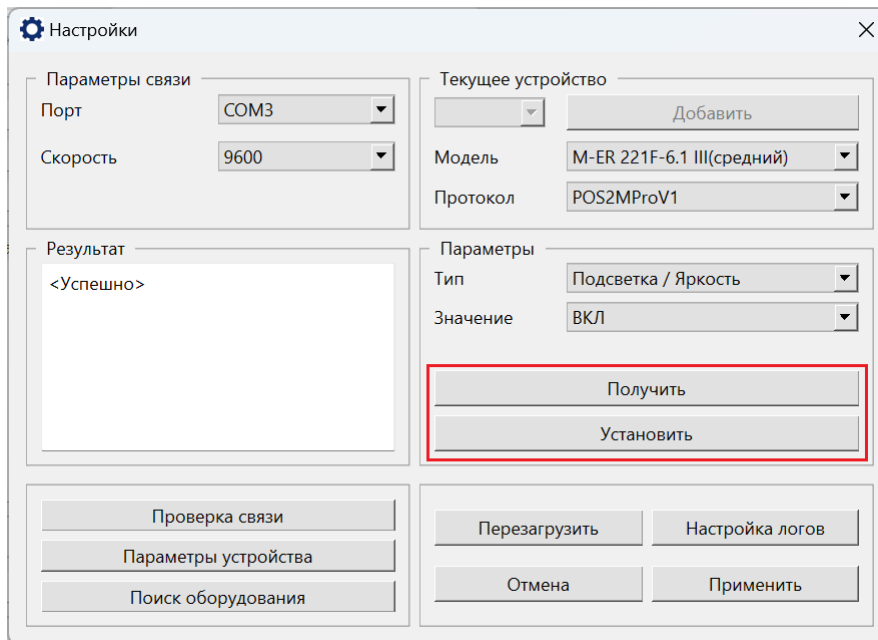 Настройки
Параметры связи
Порт COM3
Скорость 9600
Текущее устройство
Добавить
Модель M-ER 221F-6.1 III(средний)
Протокол POS2MProV1
Результат
<Успешно>
Параметры
Тип Подсветка / Яркость
Значение ВКЛ
Получить
Установить
Проверка связи
Параметры устройства
Поиск оборудования
Перезагрузить Настройка логов
Отмена Применить